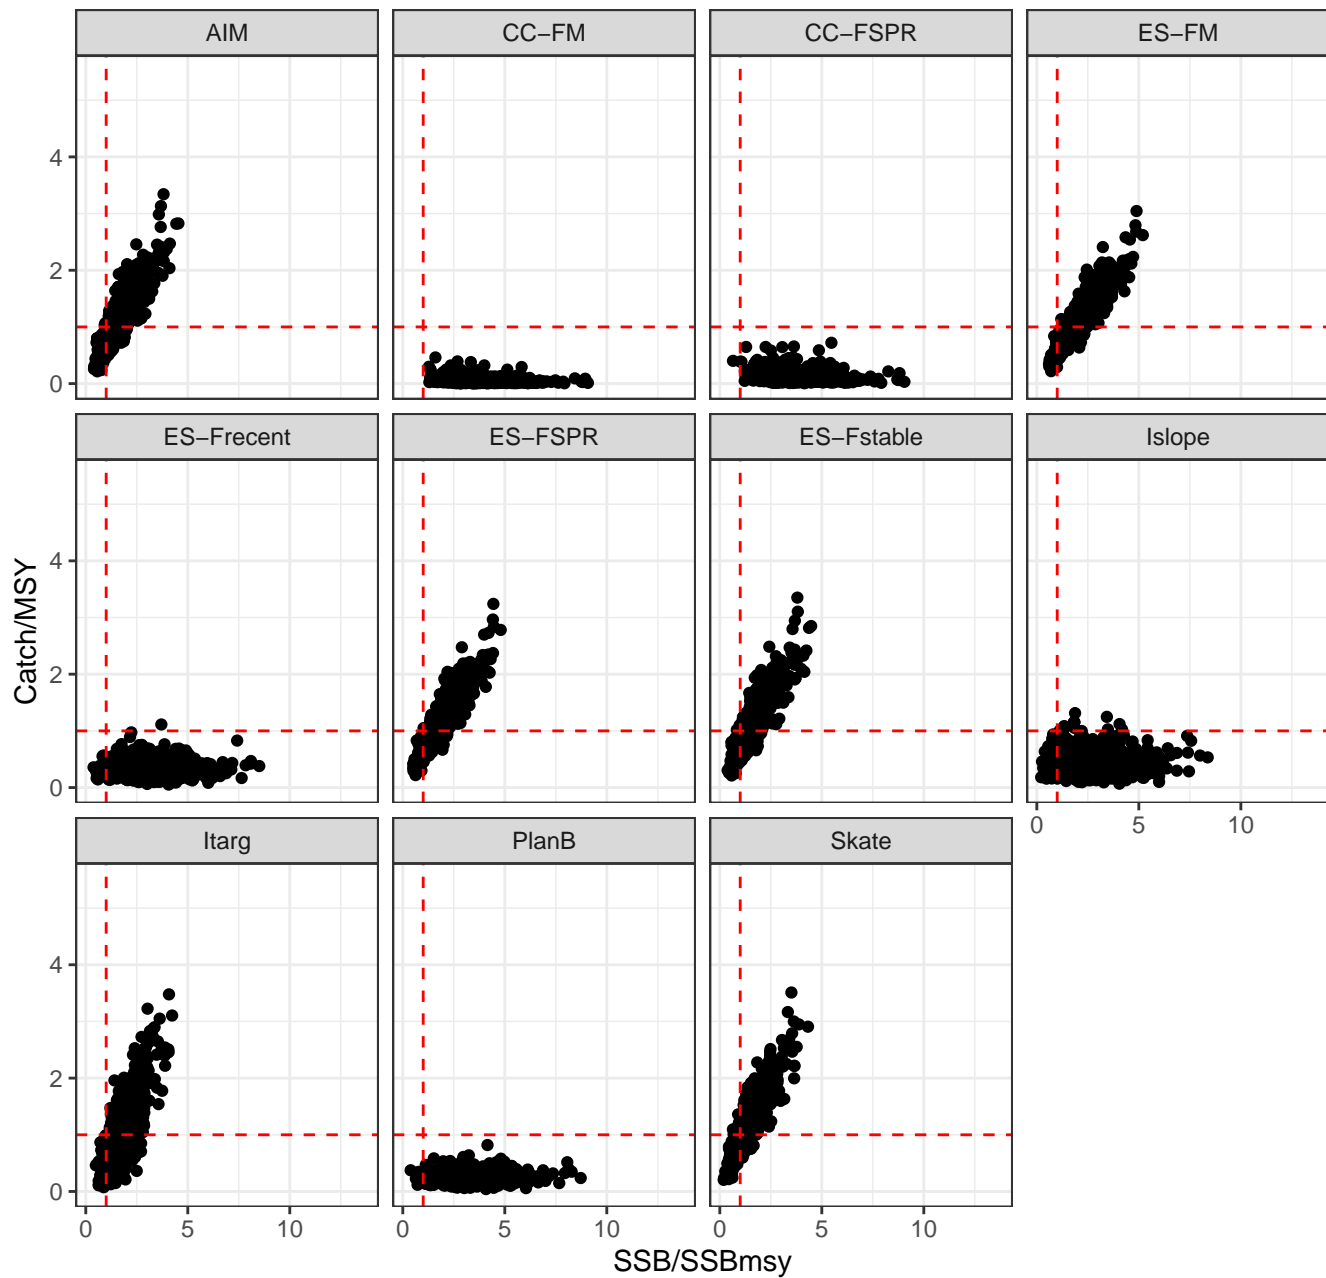 AIM CC−FM CC−FSPR ES−FM
4
2
0
ES−Frecent ES−FSPR ES−Fstable Islope
4
2
0
0 5 10
Itarg PlanB Skate
4
2
0
0 5 10 0 5 10 0 5 10
Catch/MSY
SSB/SSBmsy